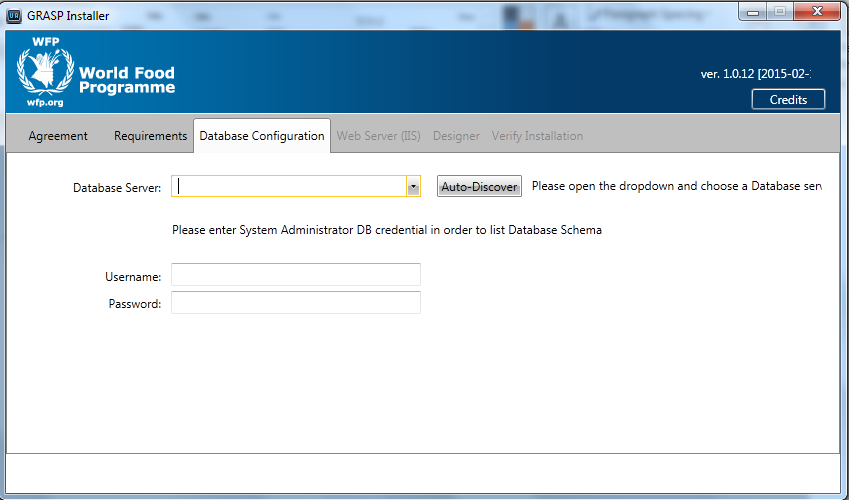 GRASP Installer
WFP
World Food
Programme
wfp.org
ver. 1.0.12 [2015-02-
Credits
Agreement Requirements Database Configuration Web Server (IIS) Designer Verify Installation
Database Server: Auto-Discover Please open the dropdown and choose a Database
Please enter System Administrator DB credential in order to list Database Schema
Username:
Password: